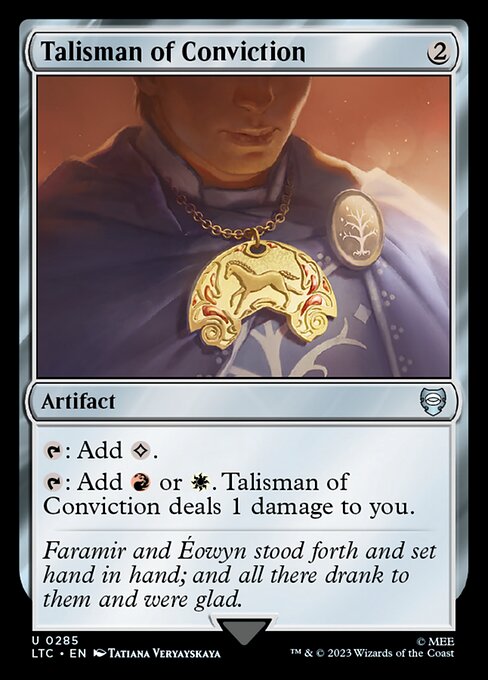 Talisman of Conviction 2
Artifact
: Add .
: Add or . Talisman of
Conviction deals 1 damage to you.
Faramir and Éowyn stood forth and set
hand in hand; and all there drank to
them and were glad.
U 0285 © MEE
LTC • EN Tatiana Veryayskaya ™ & © 2023 Wizards of the Coast